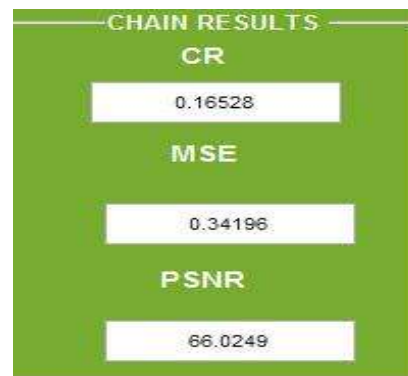 CHAIN RESULTS
CR
0.16528
MSE
0.34196
PSNR
66.0249